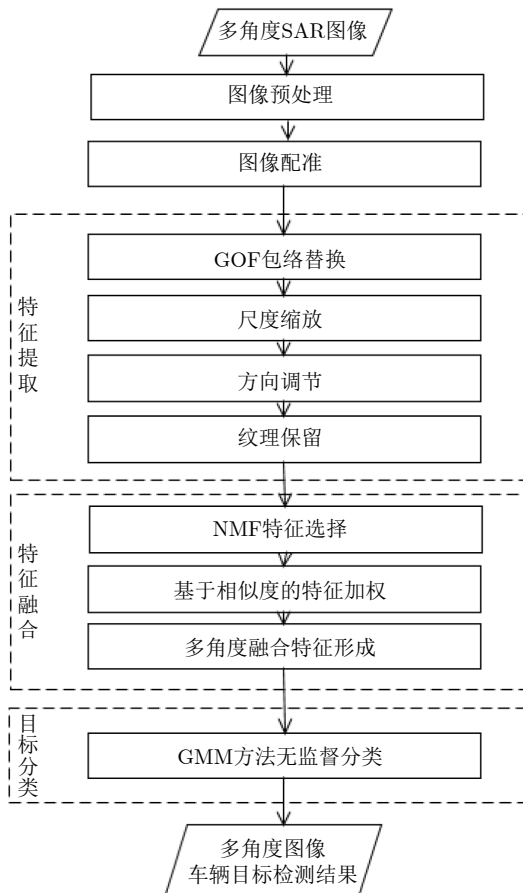 多角度SAR图像
图像预处理
图像配准
特征提取
GOF包络替换
尺度缩放
方向调节
纹理保留
特征融合
NMF特征选择
基于相似度的特征加权
多角度融合特征形成
目标分类
GMM方法无监督分类
多角度图像
车辆目标检测结果